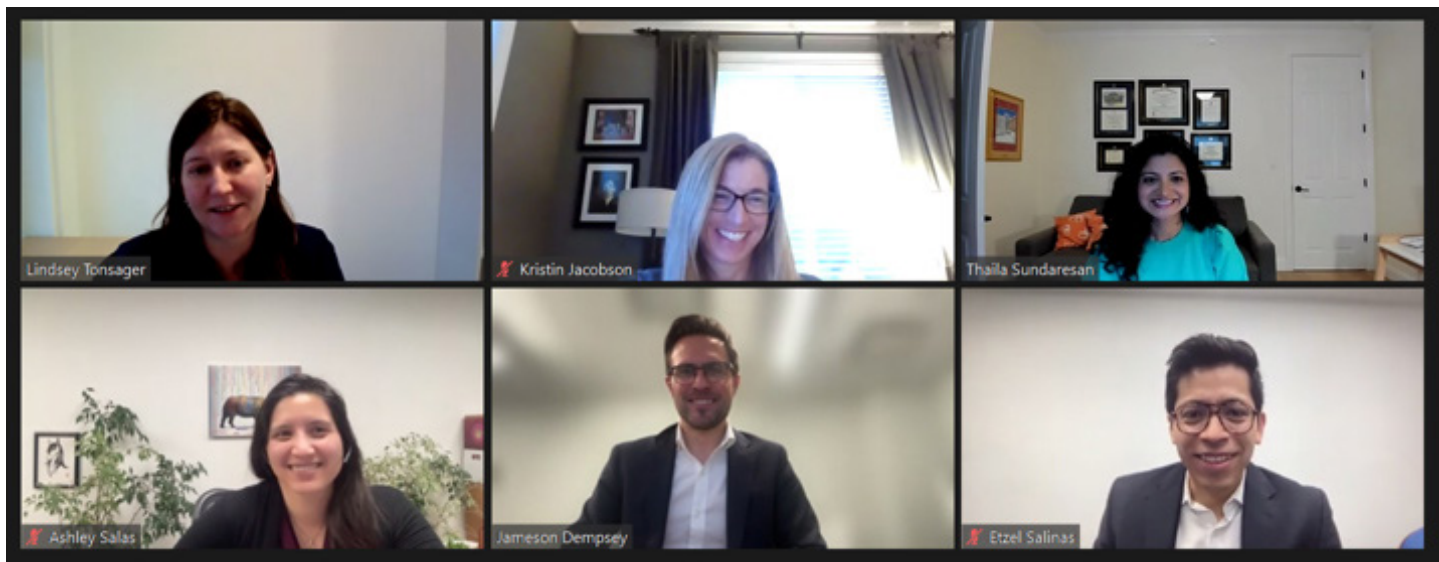 Lindsey Tonsager
Kristin Jacobson
Thaila Sundaresan
Ashley Salas
Jameson Dempsey
Etzel Salinas